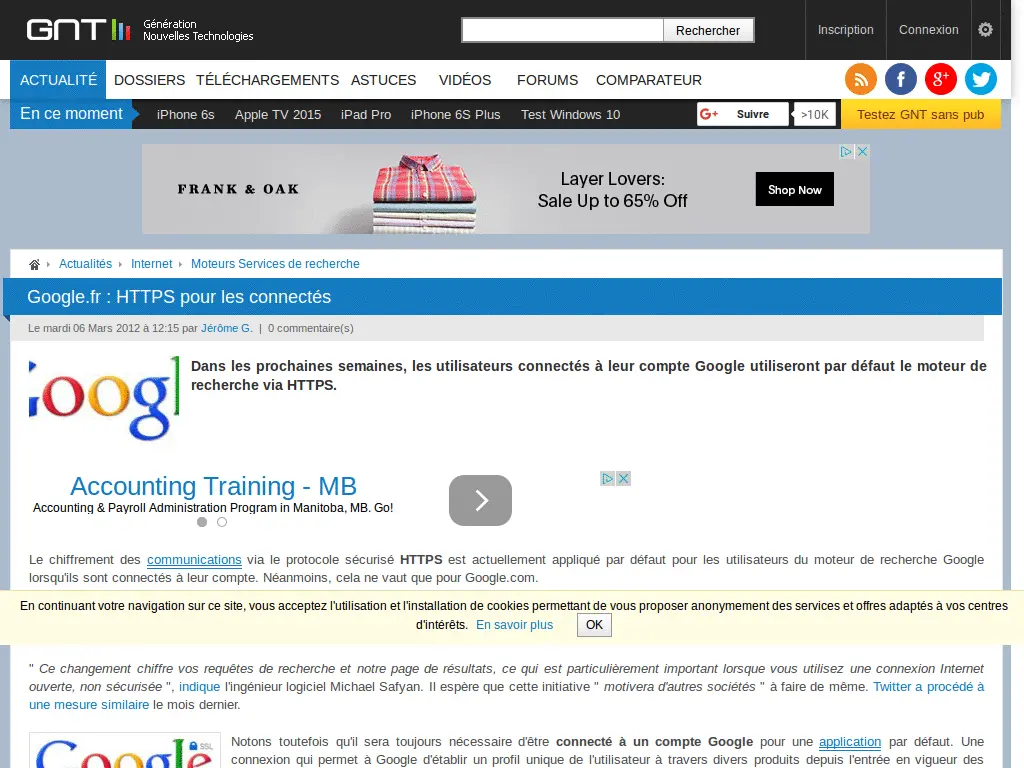 GNT Génération
Nouvelles Technologies
Rechercher
Inscription
Connexion
ACTUALITÉ DOSSIERS TÉLÉCHARGEMENTS ASTUCES VIDÉOS FORUMS COMPARATEUR
En ce moment iPhone 6s Apple TV 2015 iPad Pro iPhone 6S Plus Test Windows 10 Suivre >10K Testez GNT sans pub
FRANK & OAK
Layer Lovers:
Sale Up to 65% Off
Shop Now
Actualités Internet Moteurs Services de recherche
Google.fr : HTTPS pour les connectés
Le mardi 06 Mars 2012 à 12:15 par Jérôme G. | 0 commentaire(s)
Google
Dans les prochaines semaines, les utilisateurs connectés à leur compte Google utiliseront par défaut le moteur de
recherche via HTTPS.
Accounting Training - MB
Accounting & Payroll Administration Program in Manitoba, MB. Go!
Le chiffrement des communications via le protocole sécurisé HTTPS est actuellement appliqué par défaut pour les utilisateurs du moteur de recherche Google
lorsqu'ils sont connectés à leur compte. Néanmoins, cela ne vaut que pour Google.com.
En continuant votre navigation sur ce site, vous acceptez l'utilisation et l'installation de cookies permettant de vous proposer anonymement des services et offres adaptés à vos centres
d'intérêts. En savoir plus OK
" Ce changement chiffre vos requêtes de recherche et notre page de résultats, ce qui est particulièrement important lorsque vous utilisez une connexion Internet
ouverte, non sécurisée ", indique l'ingénieur logiciel Michael Safyan. Il espère que cette initiative " motivera d'autres sociétés " à faire de même. Twitter a procédé à
une mesure similaire le mois dernier.
Google SSL
Notons toutefois qu'il sera toujours nécessaire d'être connecté à un compte Google pour une application par défaut. Une
connexion qui permet à Google d'établir un profil unique de l'utilisateur à travers divers produits depuis l'entrée en vigueur des